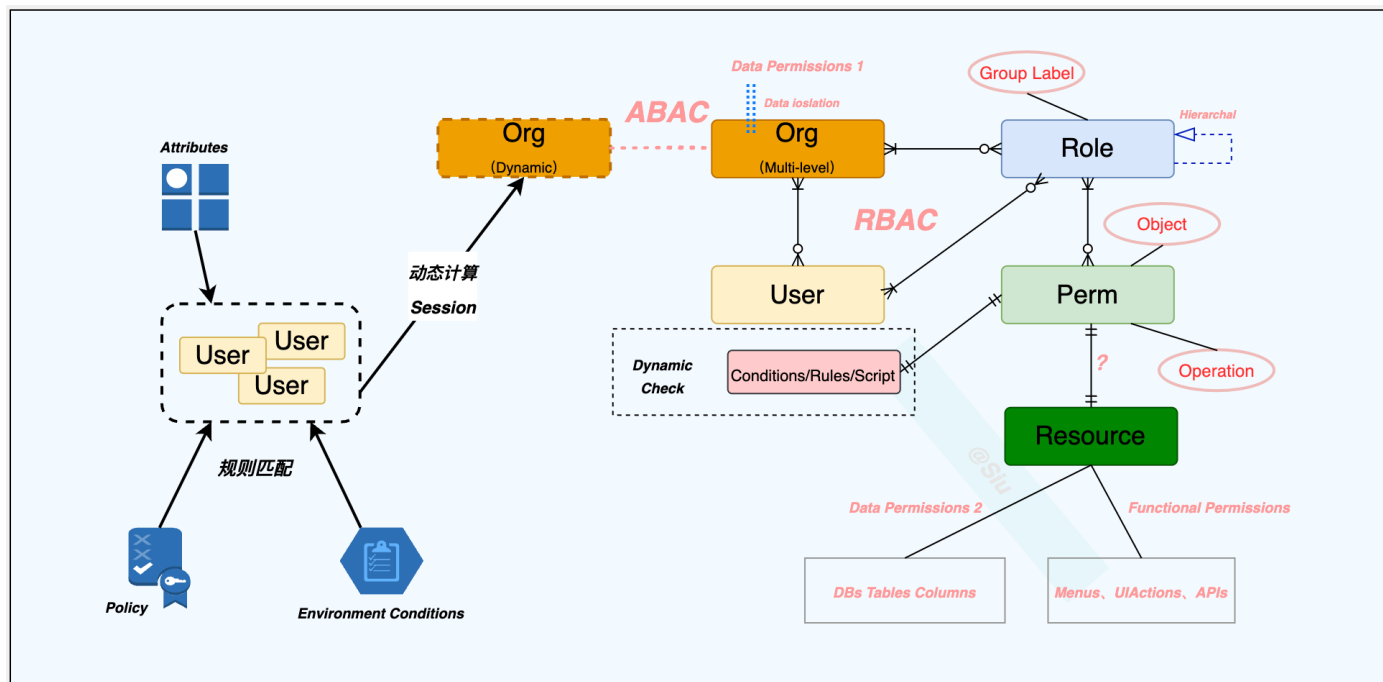 Data Permissions 1
Group Label
ABAC
Data ioslation
Hierarchal
Org
(Dynamic)
Org
(Multi-level)
Role
Attributes
RBAC
Object
动态计算
Session
User
Perm
User
User
User
Dynamic
Check
Conditions/Rules/Script
?
Operation
Resource
@Slu
规则匹配
Data Permissions 2
Functional Permissions
DBs Tables Columns
Menus、UIActions、APIs
Policy
Environment Conditions